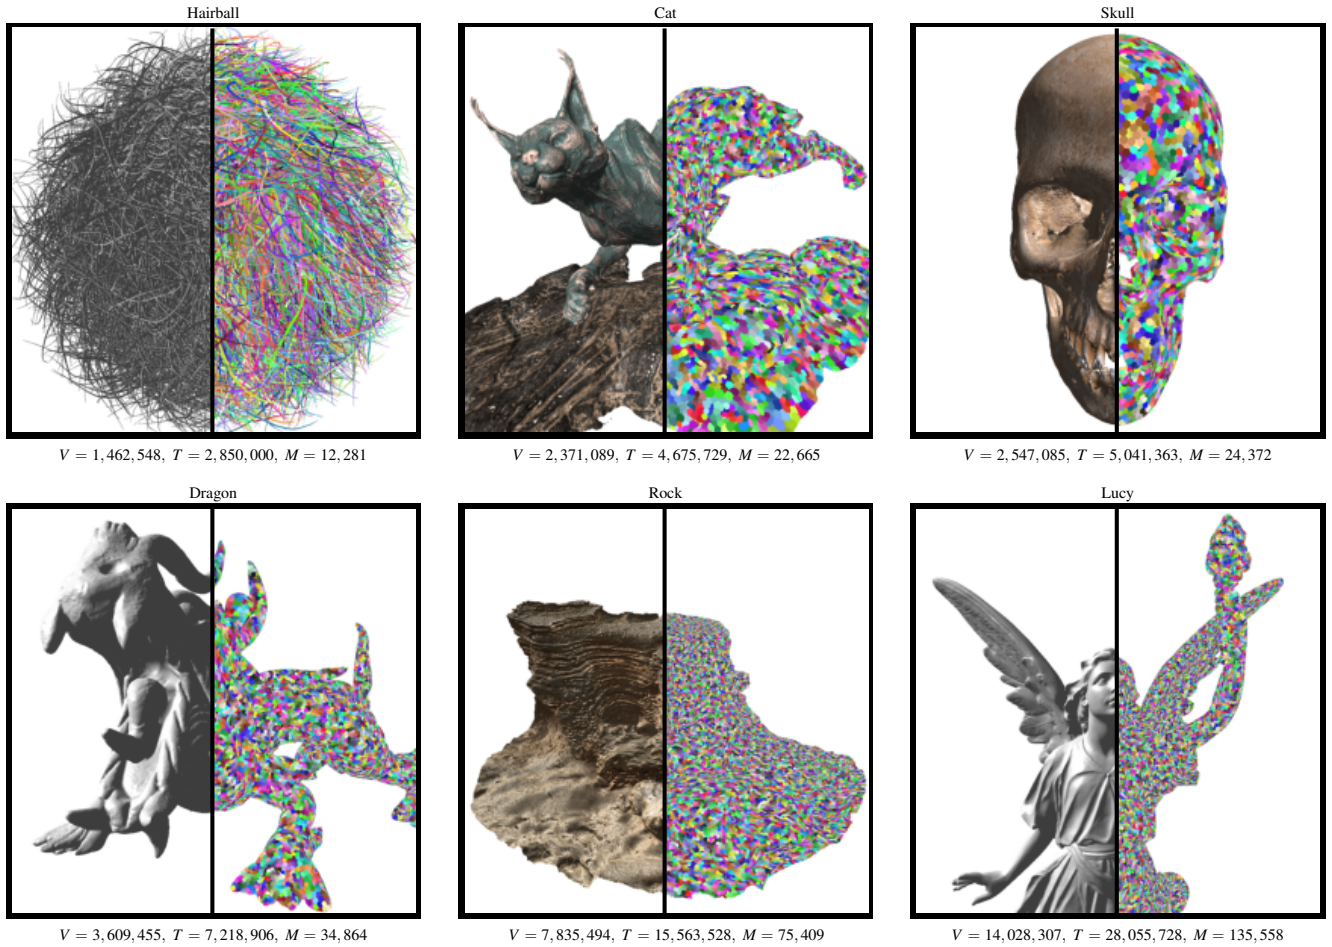 Hairball
Cat
Skull
V = 1,462,548, T = 2,850,000, M = 12,281
V = 2,371,089, T = 4,675,729, M = 22,665
V = 2,547,085, T = 5,041,363, M = 24,372
Dragon
Rock
Lucy
V = 3,609,455, T = 7,218,906, M = 34,864
V = 7,835,494, T = 15,563,528, M = 75,409
V = 14,028,307, T = 28,055,728, M = 135,558